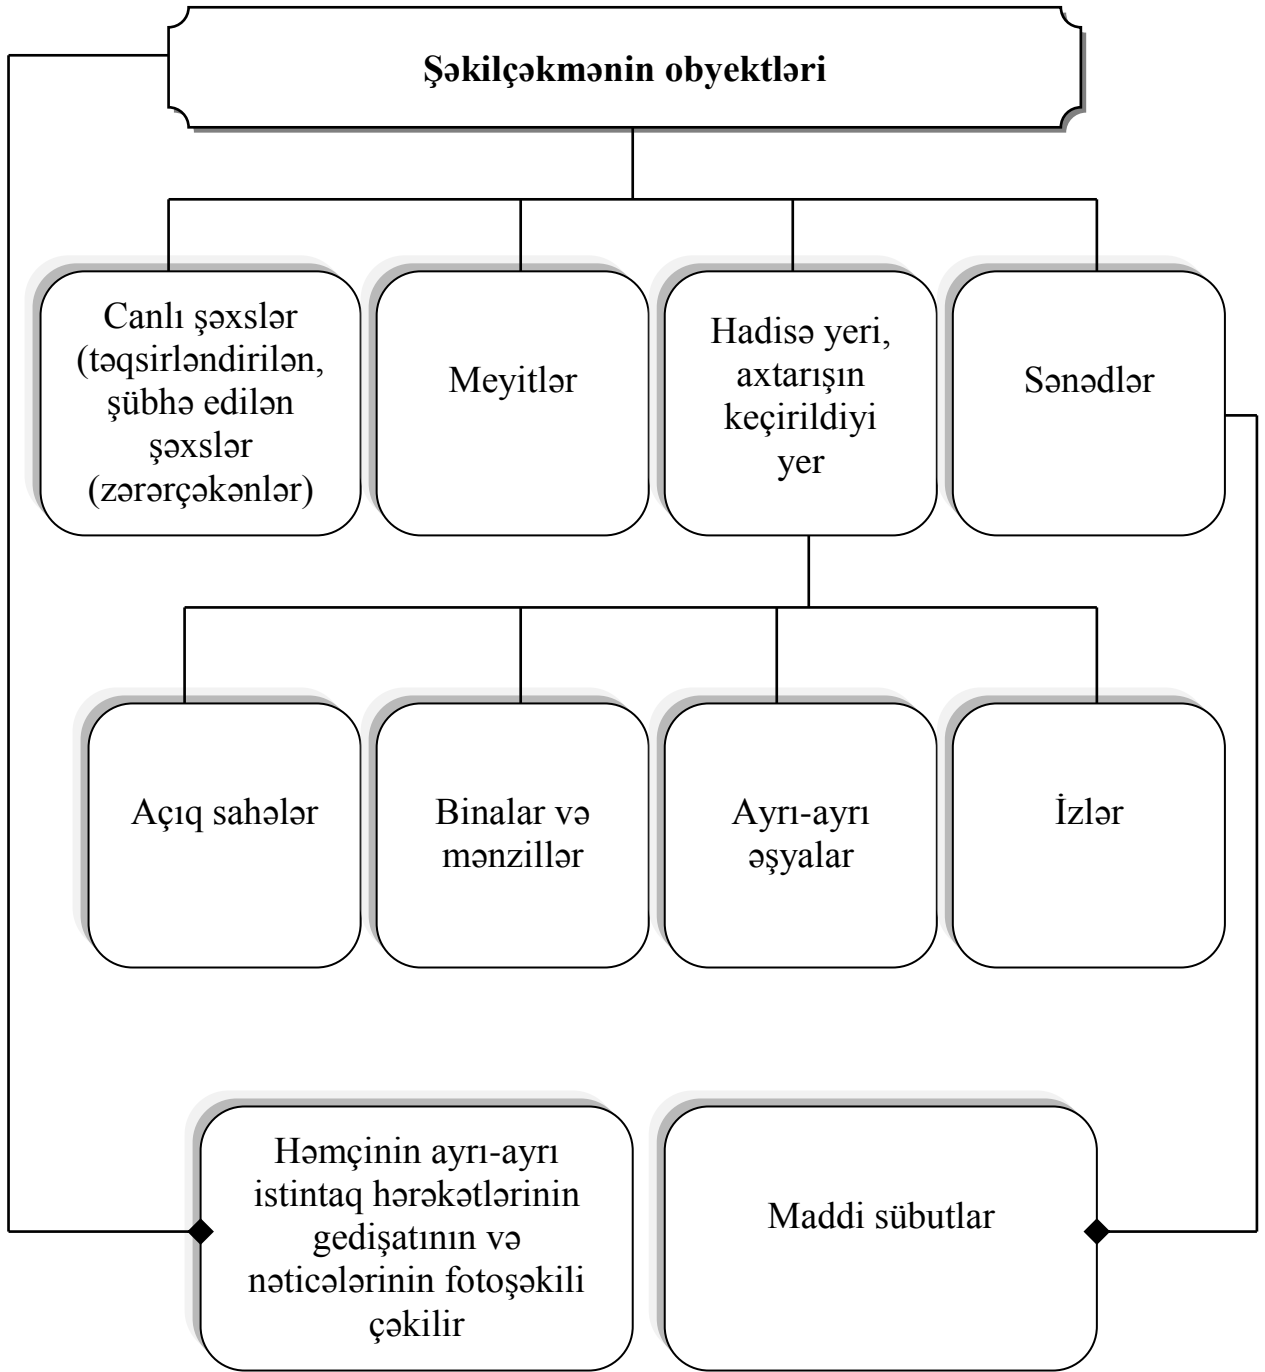 Şəkilçəkmənin obyektləri
Canlı şəxslər
(təqsirləndirilən,
şübhə edilən
şəxslər
(zərərçəkənlər)
Meyitlər
Hadisə yeri,
axtarışın
keçirildiyi
yer
Sənədlər
Açıq sahələr
Binalar və
mənzillər
Ayrı-ayrı
əşyalar
İzlər
Həmçinin ayrı-ayrı
istintaq hərəkətlərinin
gedişatının və
nəticələrinin fotoşəkili
çəkilir
Maddi sübutlar